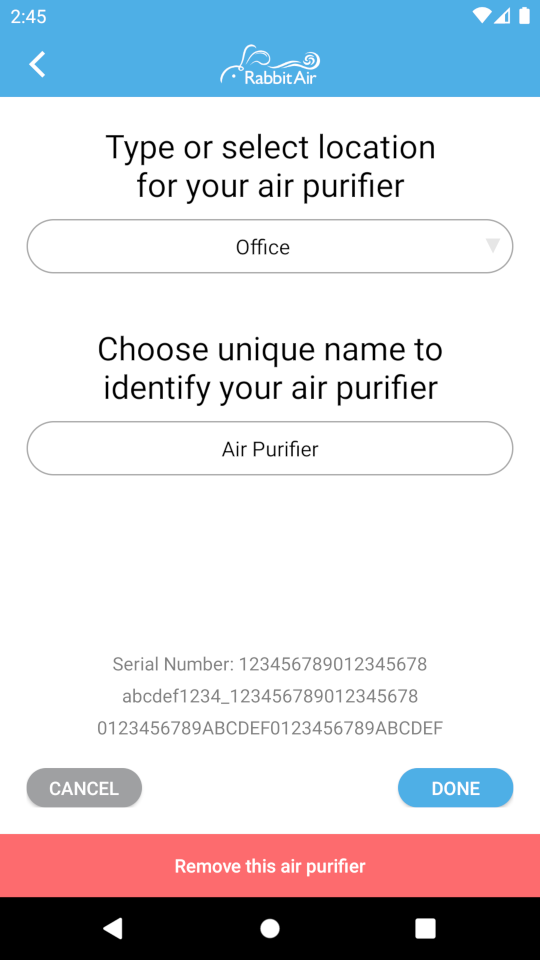 2:45
RabbitAir
Type or select location
for your air purifier
Office
Choose unique name to
identify your air purifier
Air Purifier
Serial Number: 123456789012345678
abcdef1234_123456789012345678
0123456789ABCDEF0123456789ABCDEF
CANCEL
DONE
Remove this air purifier